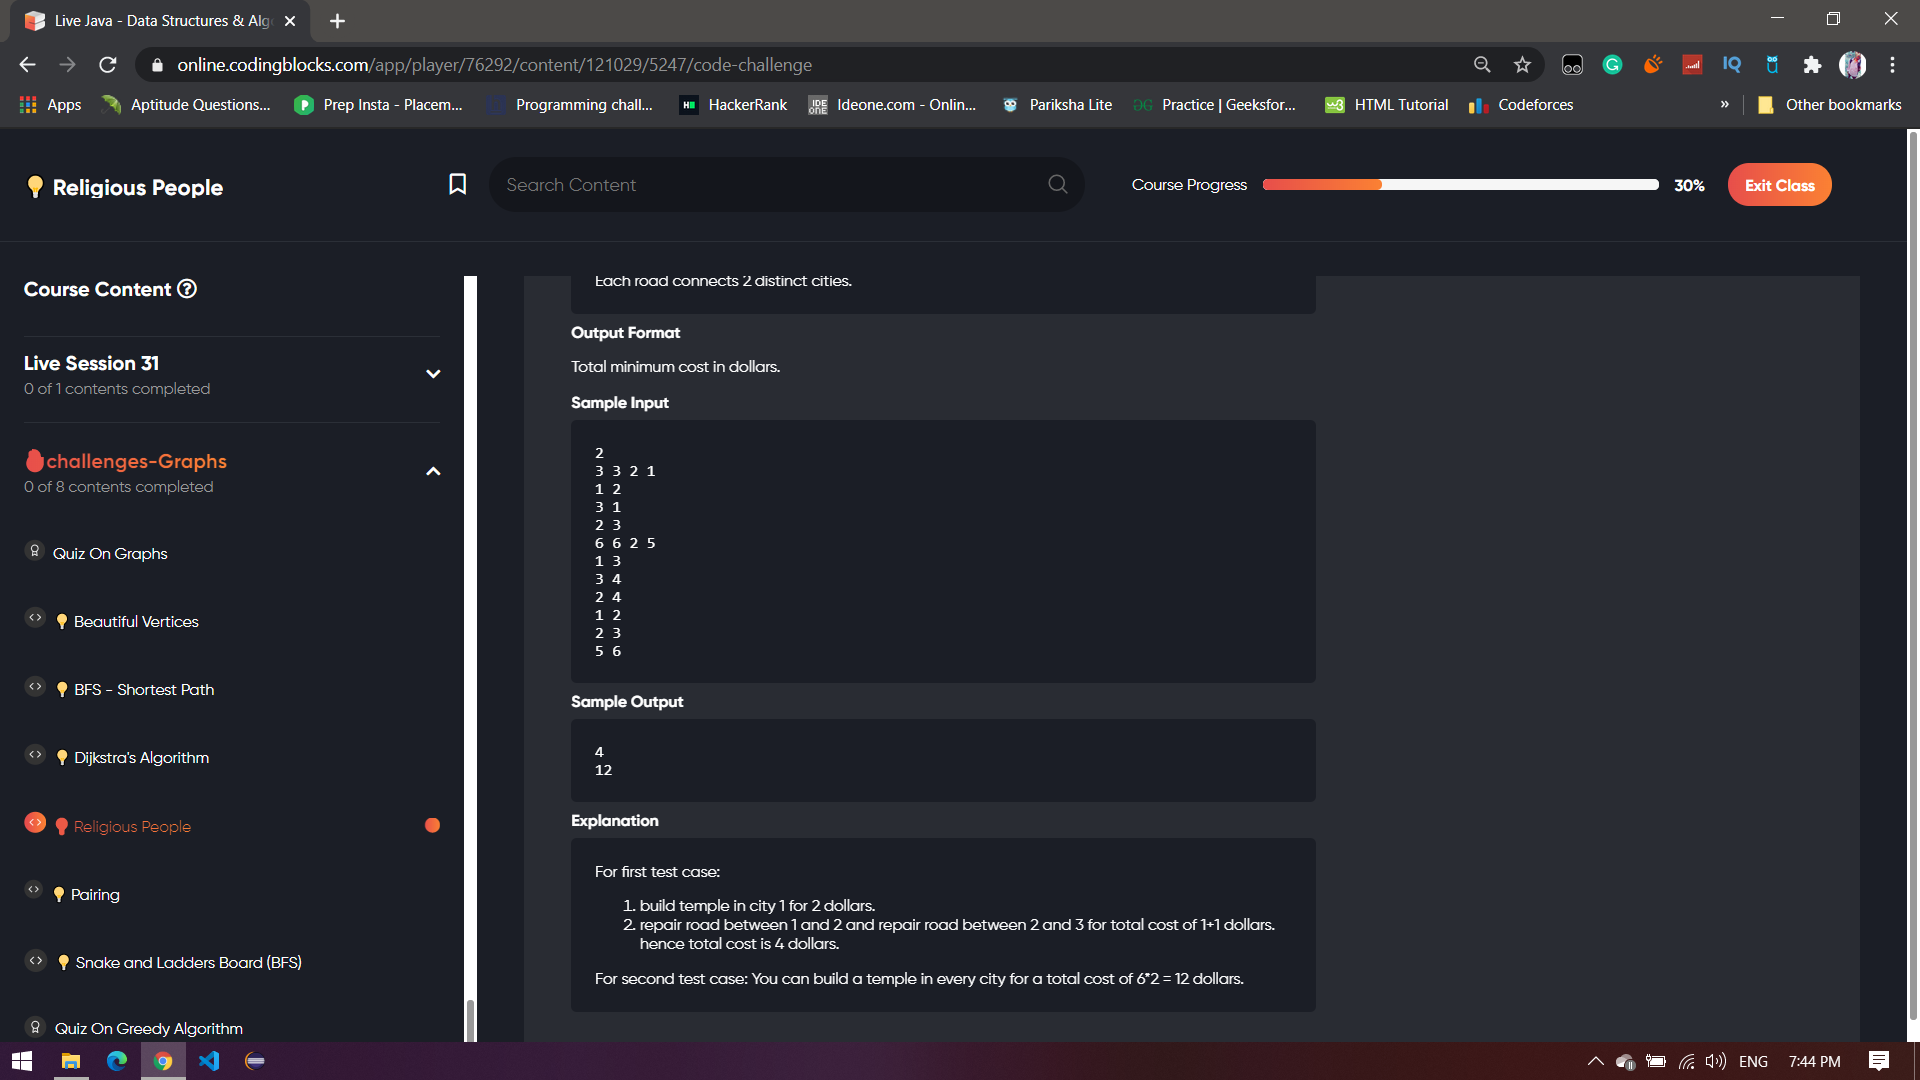 Live Java - Data Structures & Alg
online.codingblocks.com/app/player/76292/content/121029/5247/code-challenge
Apps
Aptitude Questions...
Prep Insta - Placem...
Programming chall...
HackerRank
Ideone.com - Onlin...
Pariksha Lite
Practice | Geeksfor...
HTML Tutorial
Codeforces
»
Other bookmarks
Religious People
Search Content
Course Progress
30%
Exit Class
Course Content
Live Session 31
0 of 1 contents completed
challenges-Graphs
0 of 8 contents completed
Quiz On Graphs
Beautiful Vertices
BFS - Shortest Path
Dijkstra's Algorithm
Religious People
Pairing
Snake and Ladders Board (BFS)
Quiz On Greedy Algorithm
Each road connects 2 distinct cities.
Output Format
Total minimum cost in dollars.
Sample Input
2
3 3 2 1
1 2
3 1
2 3
6 6 2 5
1 3
3 4
2 4
1 2
2 3
5 6
Sample Output
4
12
Explanation
For first test case:
1. build temple in city 1 for 2 dollars.
2. repair road between 1 and 2 and repair road between 2 and 3 for total cost of 1+1 dollars.
hence total cost is 4 dollars.
For second test case: You can build a temple in every city for a total cost of 6*2 = 12 dollars.
ENG
7:44 PM